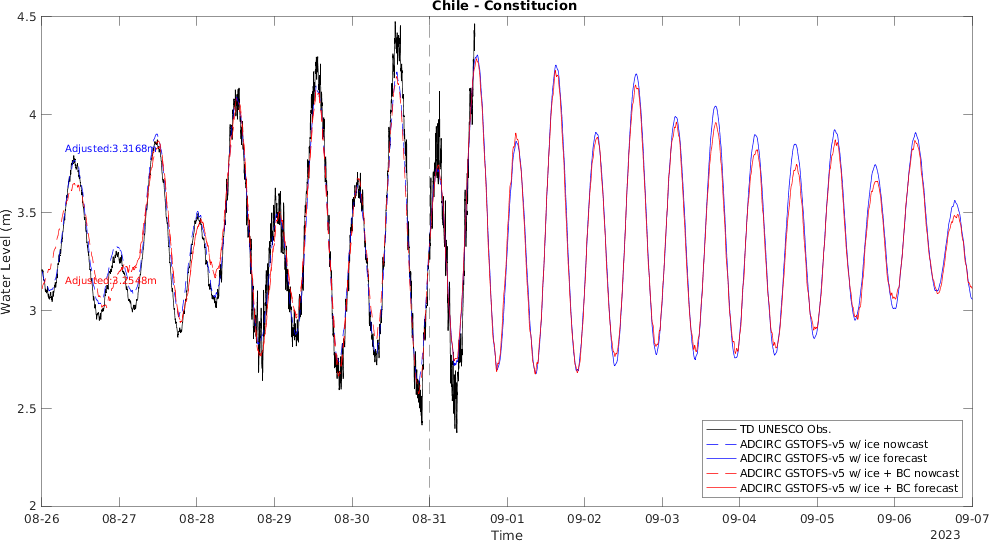 Chile - Constitucion
4.5
4
3.5
3
2.5
2
Water Level (m)
Adjusted:3.3168m
Adjusted:3.2548m
TD UNESCO Obs.
ADCIRC GSTOFS-v5 w/ ice nowcast
ADCIRC GSTOFS-v5 w/ ice forecast
ADCIRC GSTOFS-v5 w/ ice + BC nowcast
ADCIRC GSTOFS-v5 w/ ice + BC forecast
08-26 08-27 08-28 08-29 08-30 08-31 09-01 09-02 09-03 09-04 09-05 09-06 09-07
Time
2023